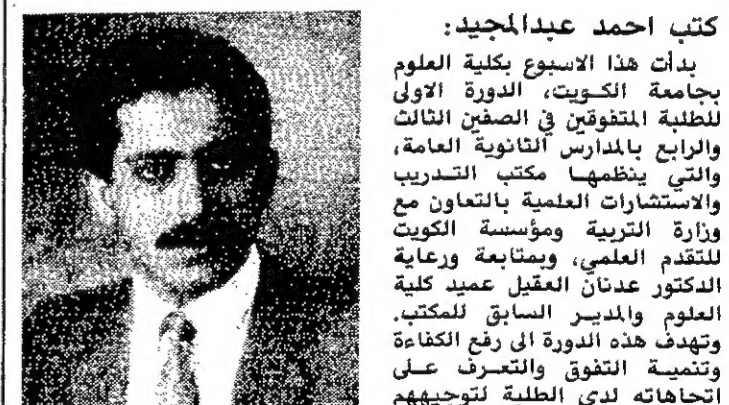 كتب احمد عبدالمجيد:
بدأت هذا الاسبوع بكلية العلوم
بجامعة الكويت، الدورة الاولى
للطلبة المتفوقين في الصفين الثالث
والرابع بالمدارس الثانوية العامة،
والتي ينظمها مكتب التدريب
والاستشارات العلمية بالتعاون مع
وزارة التربية ومؤسسة الكويت
للتقدم العلمي، وبمتابعة ورعاية
الدكتور عدنان العقيل عميد كلية
العلوم والمدير السابق للمكتب.
وتهدف هذه الدورة الى رفع الكفاءة
وتنمية التفوق والتعرف على
اتجاهاته لدى الطلبة لتوجيههم